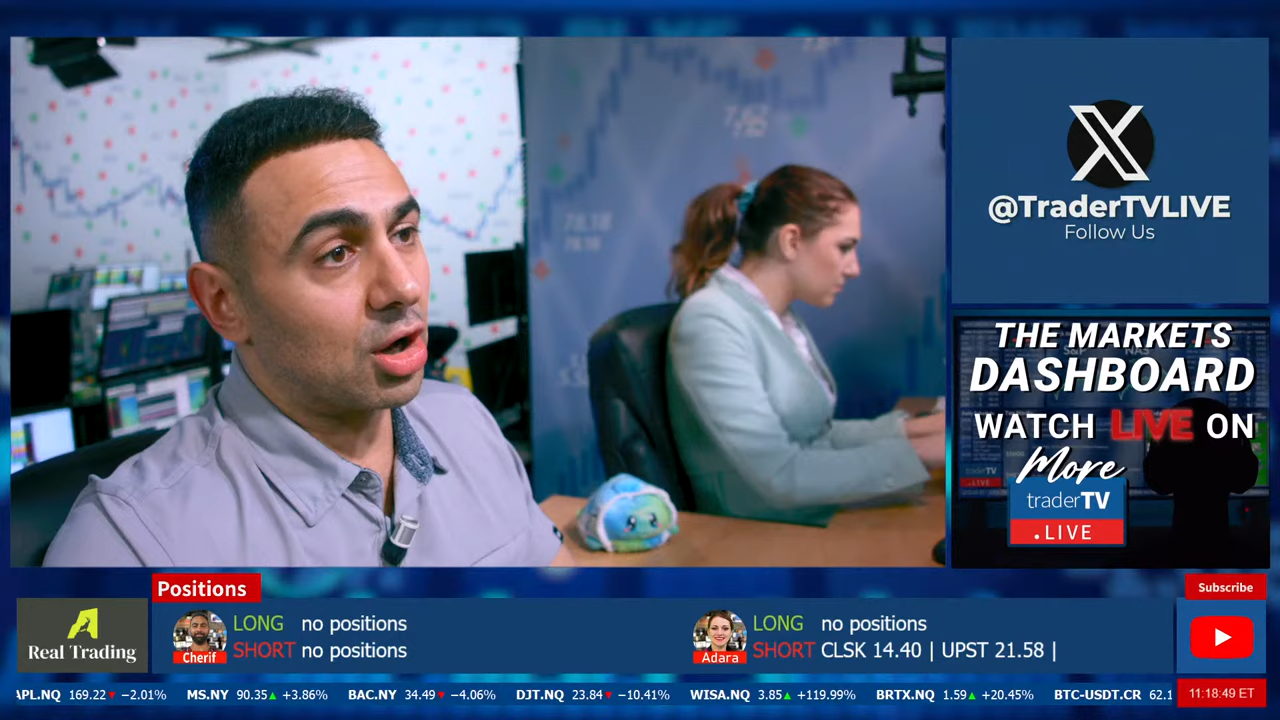 @TraderTVLIVE
Follow Us
THE MARKETS
DASHBOARD
WATCH LIVE ON
More
traderTV
.LIVE
Positions
Subscribe
LONG no positions
SHORT no positions
Cherif
LONG no positions
SHORT CLSK 14.40 | UPST 21.58 |
Adara
Real Trading
APL.NQ 169.22 −2.01% MS.NY 90.35 +3.86% BAC.NY 34.49 −4.06% DJT.NQ 23.84 −10.41% WISA.NQ 3.85 +119.99% BRTX.NQ 1.59 +20.45% BTC-USDT.CR 62.1
11:18:49 ET